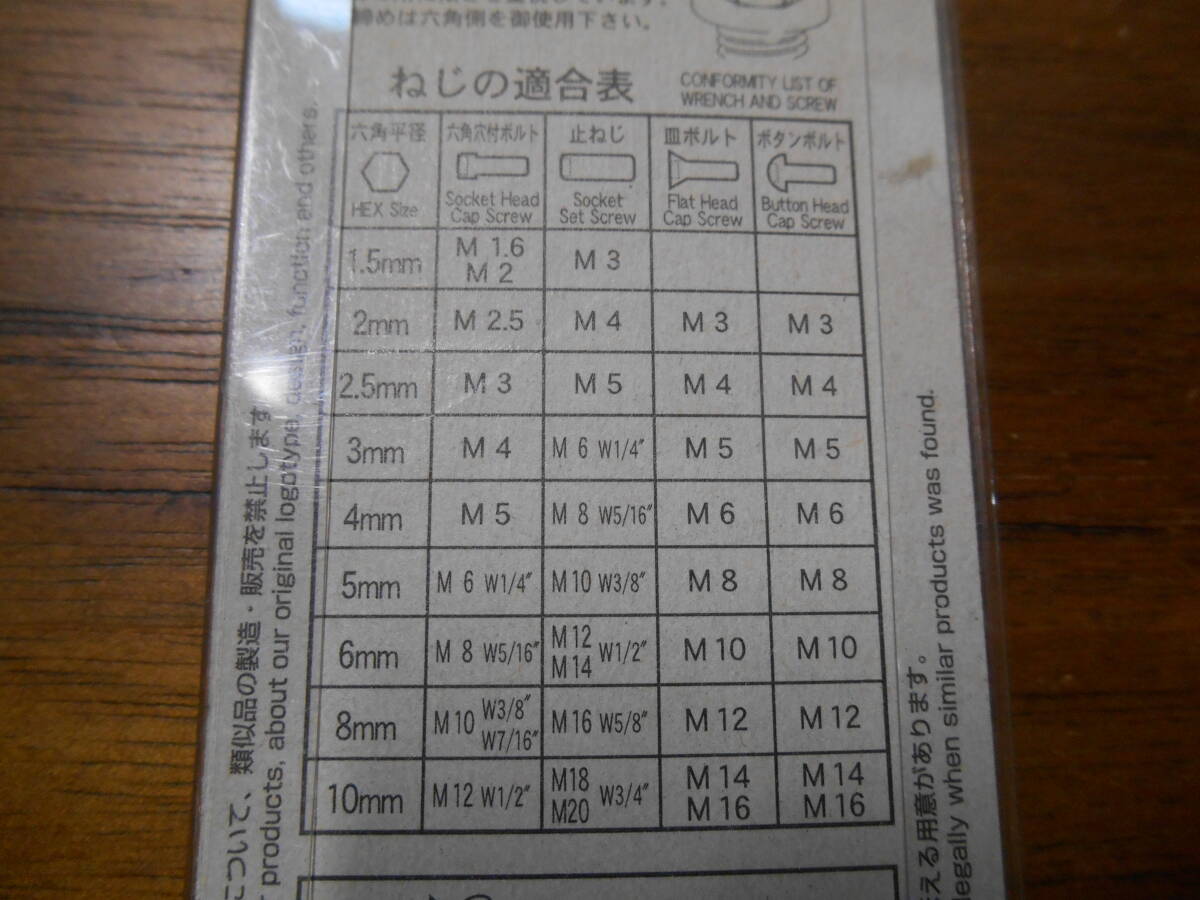 締めは六角側を御使用下さい。
ねじの適合表
CONFORMITY LIST OF
WRENCH AND SCREW
六角平径 六角穴付ボルト 止ねじ 皿ボルト ボタンボルト
HEX Size Socket Head Cap Screw Socket Set Screw Flat Head Cap Screw Button Head Cap Screw
1.5mm M 1.6 M 2 M 3
2mm M 2.5 M 4 M 3 M 3
2.5mm M 3 M 5 M 4 M 4
3mm M 4 M 6 W1/4″ M 5 M 5
4mm M 5 M 8 W5/16″ M 6 M 6
5mm M 6 W1/4″ M10 W3/8″ M 8 M 8
6mm M 8 W5/16″ M12 M14 W1/2″ M 10 M 10
8mm M10 W3/8″ W7/16″ M16 W5/8″ M 12 M 12
10mm M 12 W1/2″ M18 M20 W3/4″ M 14 M 16 M 14 M 16
について、類似品の製造・販売を禁止します
products, about our original logotype, design, function and others.
える用意があります。
legally when similar products was found.